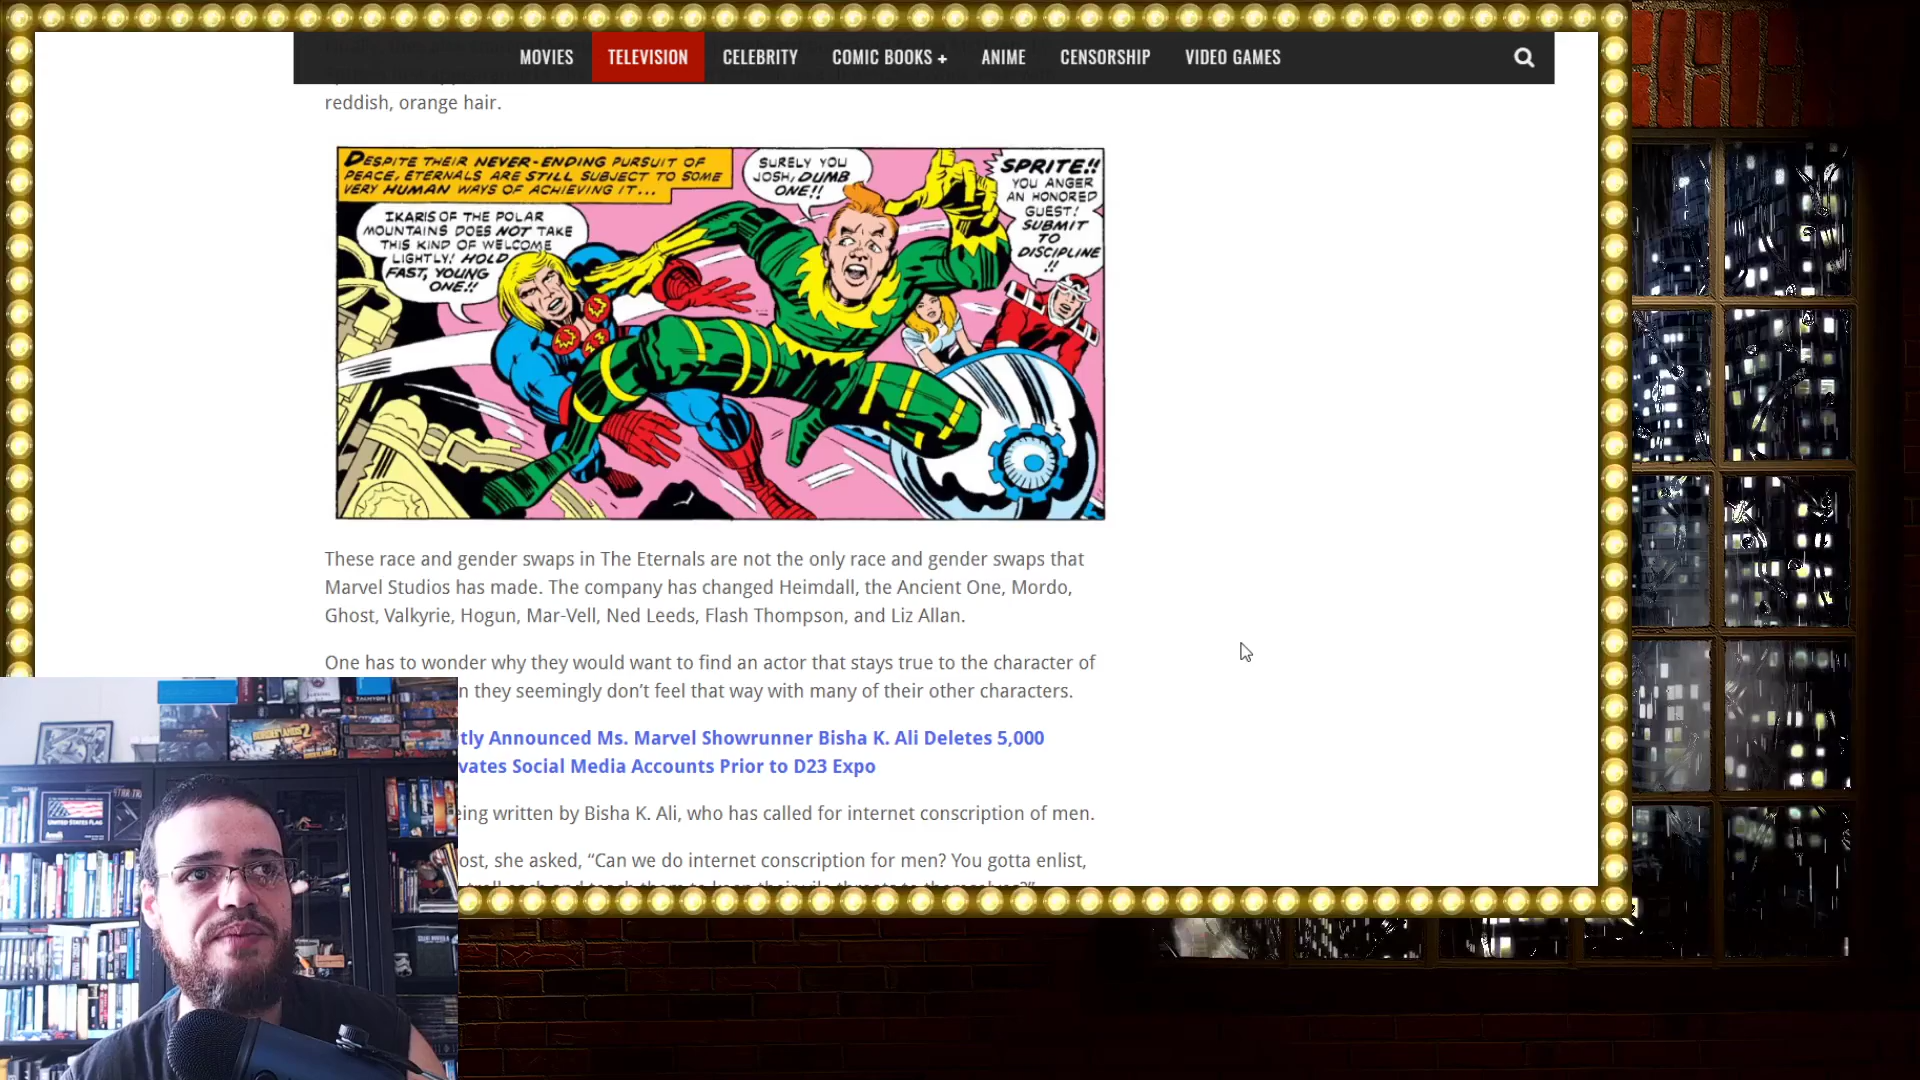 MOVIES TELEVISION CELEBRITY COMIC BOOKS + ANIME CENSORSHIP VIDEO GAMES
reddish, orange hair.
DESPITE THEIR NEVER-ENDING PURSUIT OF
PEACE, ETERNALS ARE STILL SUBJECT TO SOME
VERY HUMAN WAYS OF ACHIEVING IT...
IKARIS OF THE POLAR
MOUNTAINS DOES NOT TAKE
THIS KIND OF WELCOME
LIGHTLY! HOLD
FAST, YOUNG
ONE!!
SURELY YOU
JOSH, DUMB
ONE!!
SPRITE!!
YOU ANGER
AN HONORED
GUEST!
SUBMIT
TO
DISCIPLINE
!!
These race and gender swaps in The Eternals are not the only race and gender swaps that
Marvel Studios has made. The company has changed Heimdall, the Ancient One, Mordo,
Ghost, Valkyrie, Hogun, Mar-Vell, Ned Leeds, Flash Thompson, and Liz Allan.
One has to wonder why they would want to find an actor that stays true to the character of
n they seemingly don't feel that way with many of their other characters.
tly Announced Ms. Marvel Showrunner Bisha K. Ali Deletes 5,000
vates Social Media Accounts Prior to D23 Expo
eing written by Bisha K. Ali, who has called for internet conscription of men.
ost, she asked, “Can we do internet conscription for men? You gotta enlist,
BORDERLANDS 2
UNITED STATES FLAG